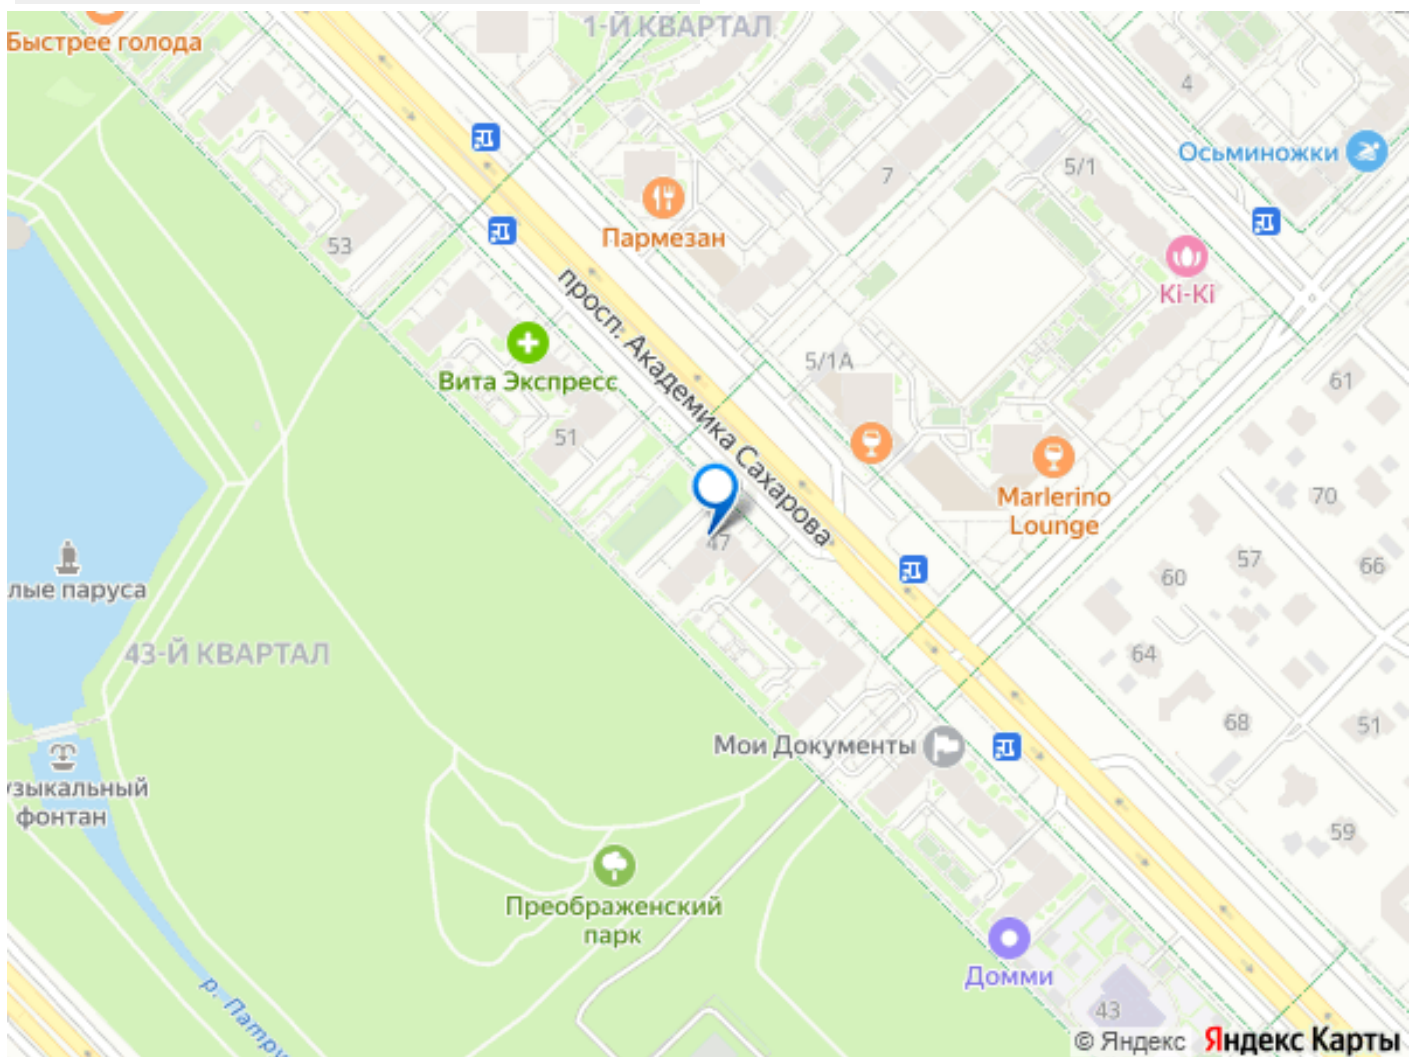 Быстрее голода
1-Й КВАРТАЛ
4
Осьминожки
5/1
7
Пармезан
53
Ki-Ki
просп. Академика Сахарова
Вита Экспресс
5/1А
61
51
Marlerino
Lounge
70
47
57
66
60
лые паруса
43-Й КВАРТАЛ
64
68
51
Мои Документы
узыкальный
фонтан
59
Преображенский
парк
Домми
р. Патру
43
© Яндекс Яндекс Карты